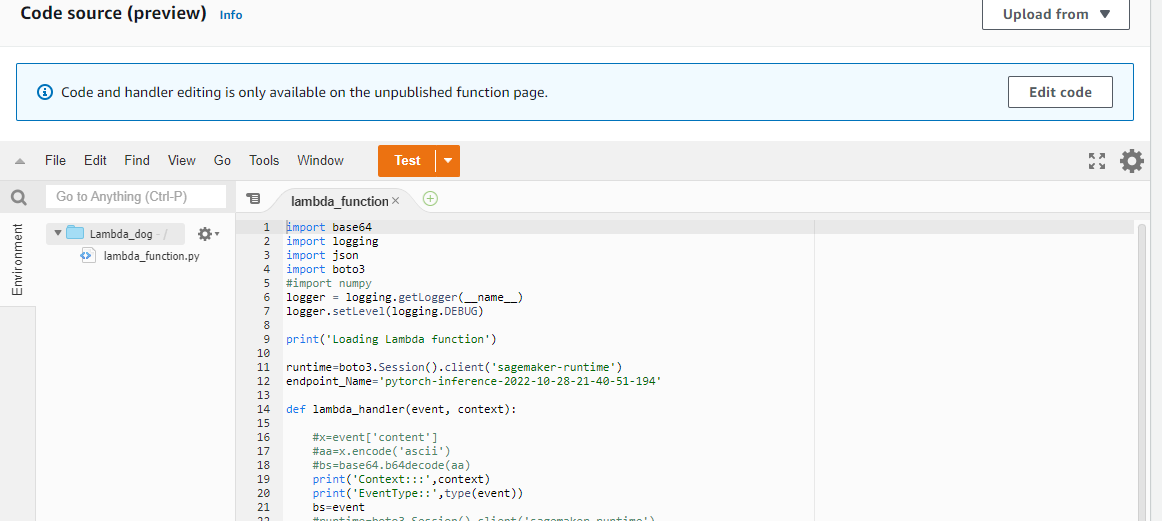 Code source (preview) Info
Upload from ▼
Code and handler editing is only available on the unpublished function page.
Edit code
File Edit Find View Go Tools Window
Test
Go to Anything (Ctrl-P)
lambda_function ×
Environment
Lambda_dog - /
lambda_function.py
1 import base64
2 import logging
3 import json
4 import boto3
5 #import numpy
6 logger = logging.getLogger(__name__)
7 logger.setLevel(logging.DEBUG)
8
9 print('Loading Lambda function')
10
11 runtime=boto3.Session().client('sagemaker-runtime')
12 endpoint_Name='pytorch-inference-2022-10-28-21-40-51-194'
13
14 def lambda_handler(event, context):
15
16 #x=event['content']
17 #aa=x.encode('ascii')
18 #bs=base64.b64decode(aa)
19 print('Context:::',context)
20 print('EventType::',type(event))
21 bs=event
22 #runtime=boto3.Session().client('sagemaker-runtime')